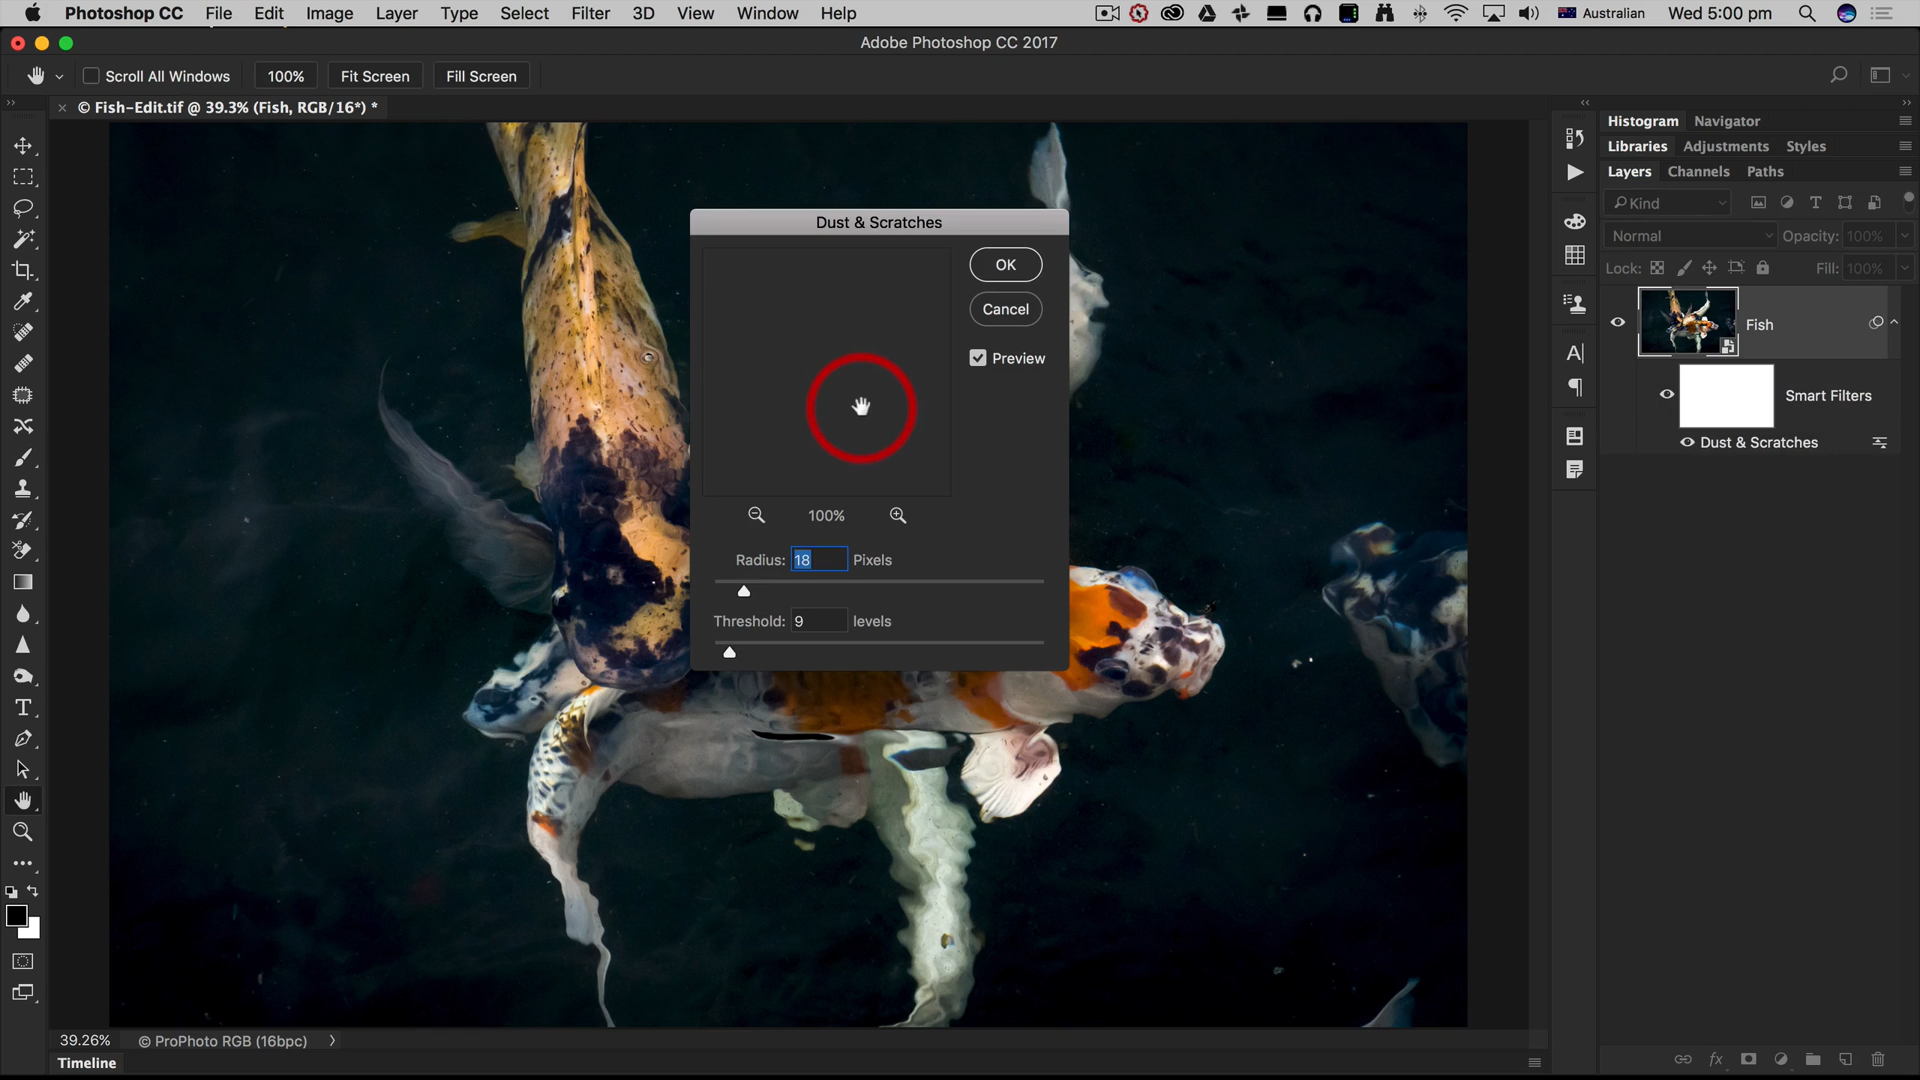 Photoshop CC File Edit Image Layer Type Select Filter 3D View Window Help Australian Wed 5:00 pm
Adobe Photoshop CC 2017
Scroll All Windows 100% Fit Screen Fill Screen
© Fish-Edit.tif @ 39.3% (Fish, RGB/16*) *
Histogram Navigator
Libraries Adjustments Styles
Layers Channels Paths
Kind
Normal Opacity: 100%
Lock: Fill: 100%
Fish
Smart Filters
Dust & Scratches
Dust & Scratches
OK
Cancel
Preview
100%
Radius: 18 Pixels
Threshold: 9 levels
39.26% © ProPhoto RGB (16bpc)
Timeline
fx